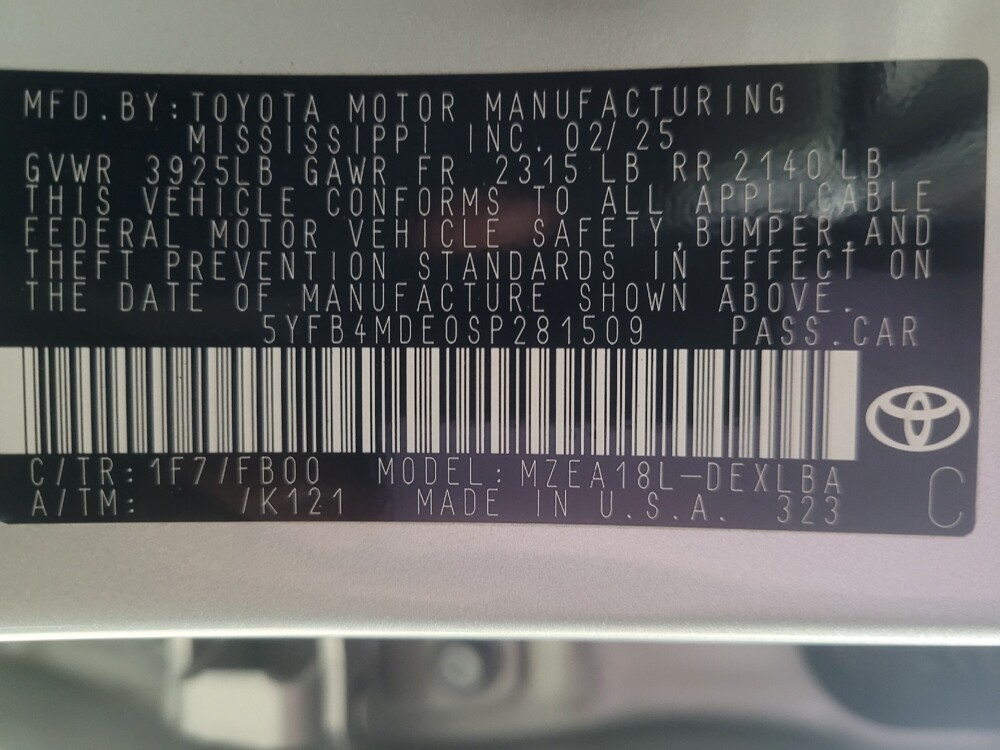 MFD. BY: TOYOTA MOTOR MANUFACTURING
MISSISSIPPI INC. 02/25
GVWR 3925LB GAWR FR 2315 LB RR 2140 LB
THIS VEHICLE CONFORMS TO ALL APPLICABLE
FEDERAL MOTOR VEHICLE SAFETY, BUMPER, AND
THEFT PREVENTION STANDARDS IN EFFECT ON
THE DATE OF MANUFACTURE SHOWN ABOVE.
5YFB4MDE0SP281509 PASS. CAR
C/TR: 1F7/FB00 MODEL: MZEA18L-DEXLBA
A/TM: /K121 MADE IN U.S.A. 323
C